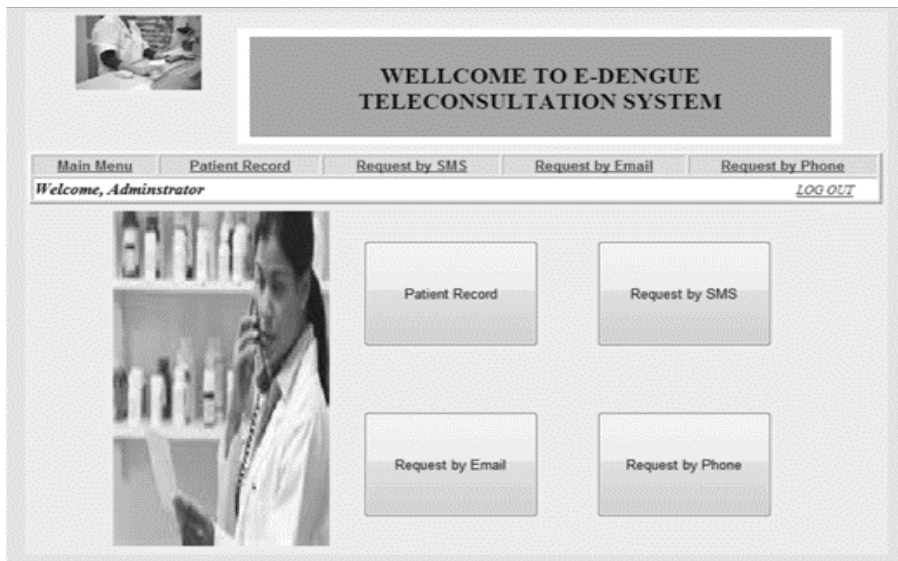 WELLCOME TO E-DENGUE
TELECONSULTATION SYSTEM
Main Menu Patient Record Request by SMS Request by Email Request by Phone
Welcome, Adminstrator LOG OUT
Patient Record Request by SMS
Request by Email Request by Phone